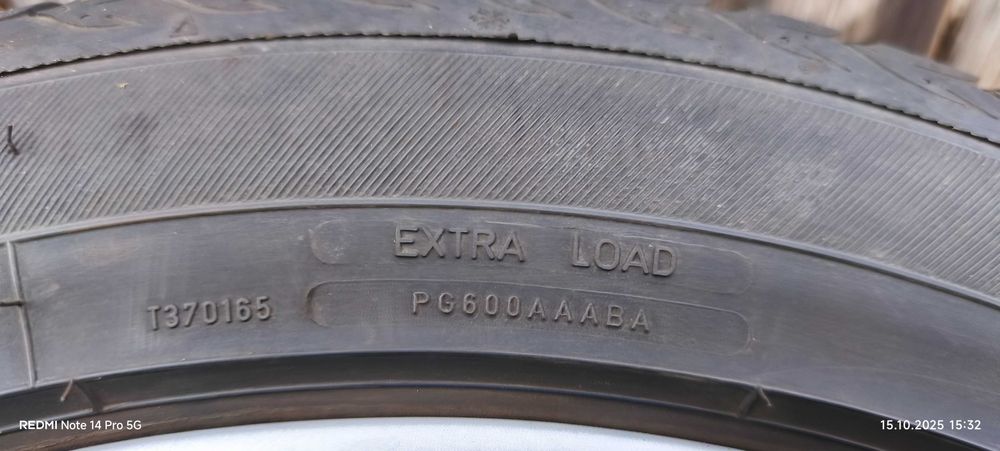 EXTRA LOAD
T370165
PG600AAABA
REDMI Note 14 Pro 5G
15.10.2025 15:32